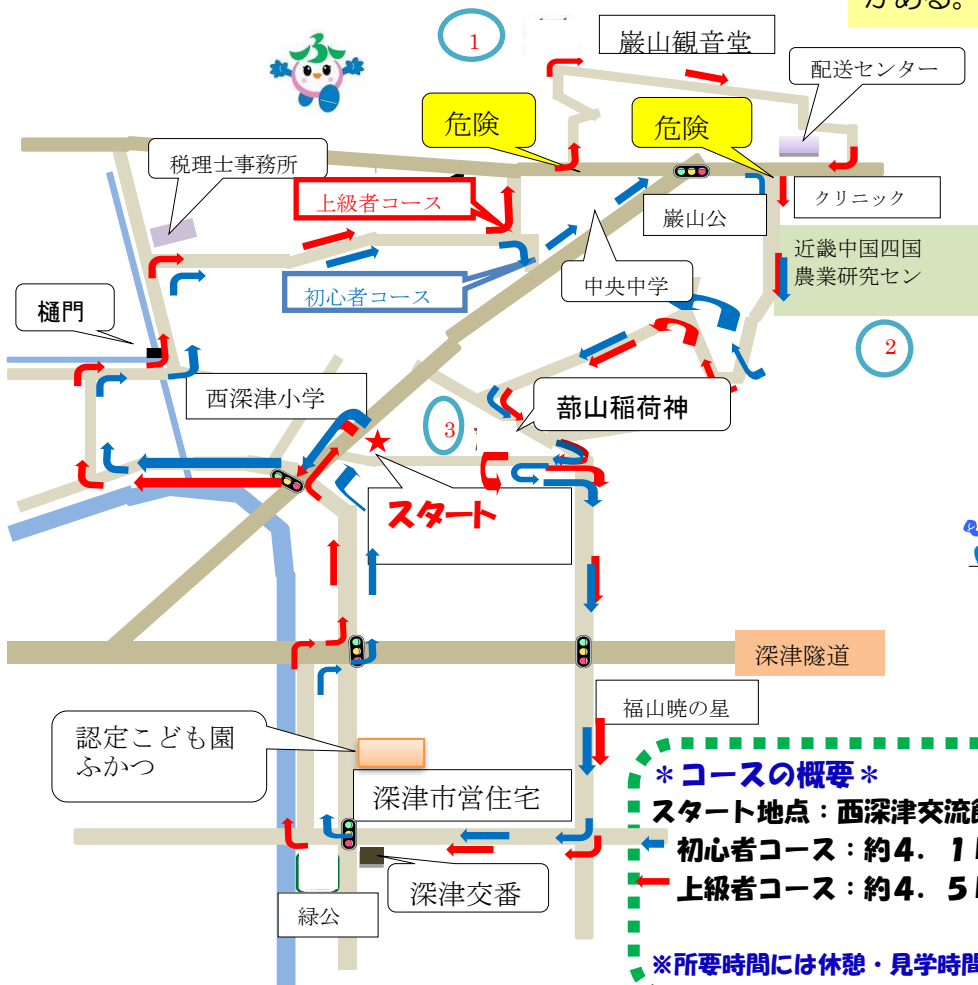 がある。
1
巌山観音堂
配送センター
危険
危険
税理士事務所
上級者コース
クリニック
巌山公
近畿中国四国
農業研究セン
初心者コース
中央中学
樋門
2
西深津小学
蔀山稲荷神
3
スタート
深津隧道
福山暁の星
認定こども園
ふかつ
深津市営住宅
深津交番
緑公
＊コースの概要＊
スタート地点：西深津交流館
初心者コース：約4．1
上級者コース：約4．5
※所要時間には休憩・見学時間